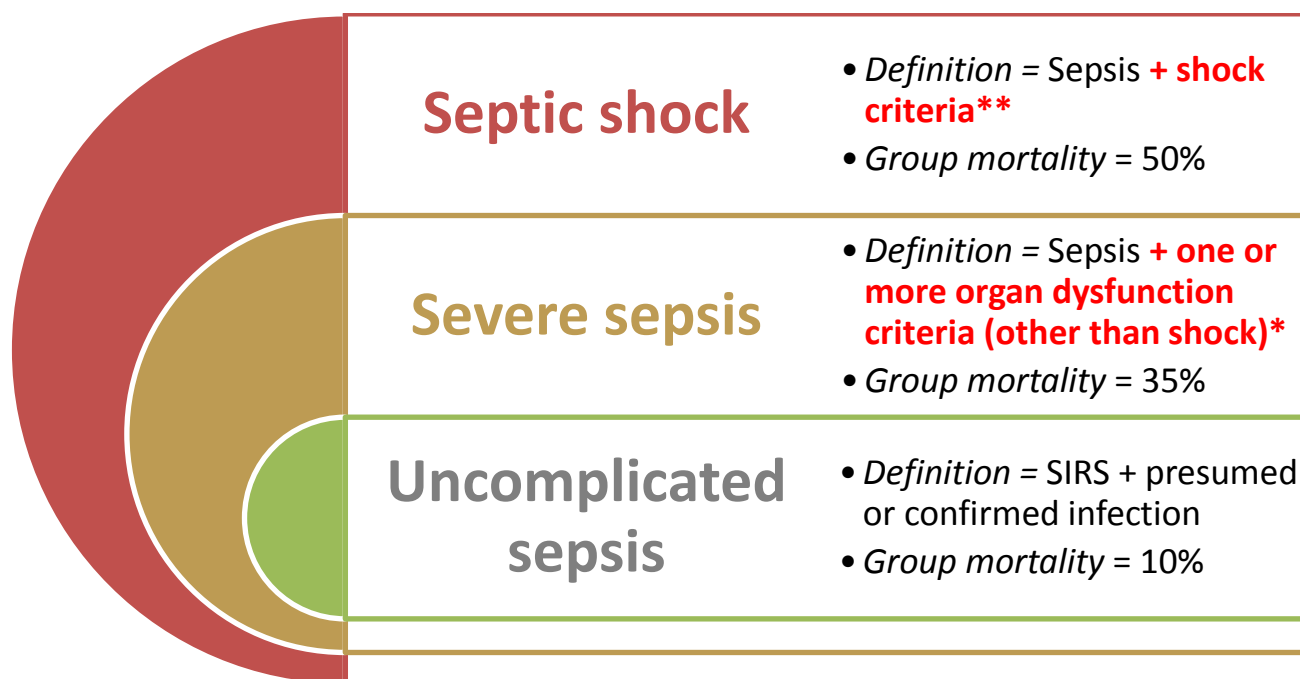 Septic shock
• Definition = Sepsis + shock
criteria**
• Group mortality = 50%
Severe sepsis
• Definition = Sepsis + one or
more organ dysfunction
criteria (other than shock)*
• Group mortality = 35%
Uncomplicated
sepsis
• Definition = SIRS + presumed
or confirmed infection
• Group mortality = 10%